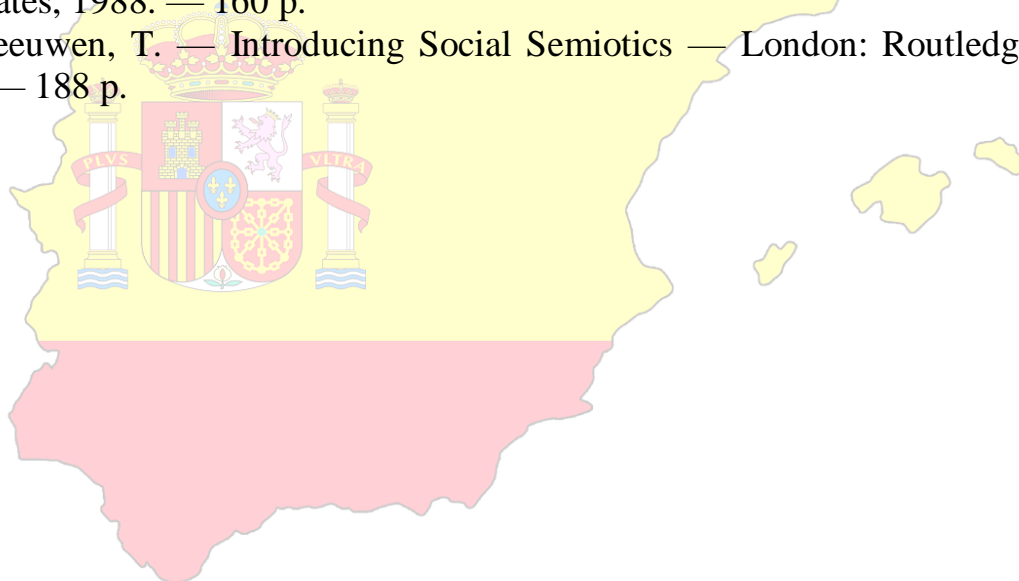 ates, 1988. — 160 p.
eeuwen, T. — Introducing Social Semiotics — London: Routledg
— 188 p.
PLVS VLTRA